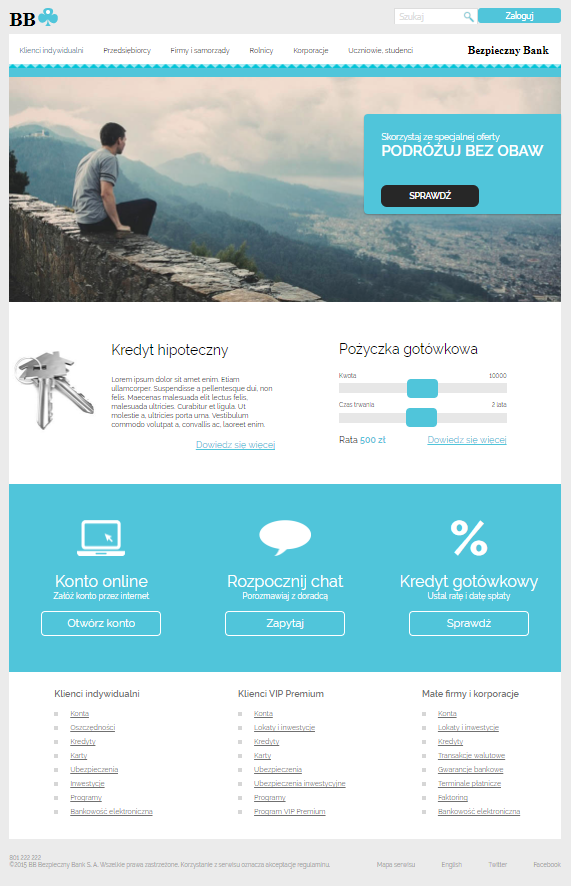 BB
Szukaj
Zaloguj
Klienci indywidualni Przedsiębiorcy Firmy i samorządy Rolnicy Korporacje Uczniowie, studenci
Bezpieczny Bank
Skorzystaj ze specjalnej oferty
PODRÓŻUJ BEZ OBAW
SPRAWDŹ
Kredyt hipoteczny
Lorem ipsum dolor sit amet enim. Etiam
ullamcorper. Suspendisse a pellentesque dui, non
felis. Maecenas malesuada elit lectus felis,
malesuada ultricies. Curabitur et ligula. Ut
molestie a, ultricies porta urna. Vestibulum
commodo volutpat a, convallis ac, laoreet enim.
Dowiedz się więcej
Pożyczka gotówkowa
Kwota 10000
Czas trwania 2 lata
Rata 500 zł Dowiedz się więcej
Konto online
Załóż konto przez internet
Otwórz konto
Rozpocznij chat
Porozmawiaj z doradcą
Zapytaj
Kredyt gotówkowy
Ustal ratę i datę spłaty
Sprawdź
Klienci indywidualni
Konta
Oszczedności
Kredyty
Karty
Ubezpieczenia
Inwestycje
Programy
Bankowość elektroniczna
Klienci VIP Premium
Konta
Lokaty i inwestycje
Kredyty
Karty
Ubezpieczenia
Ubezpieczenia inwestycyjne
Programy
Program VIP Premium
Małe firmy i korporacje
Konta
Lokaty i inwestycje
Kredyty
Transakcje walutowe
Gwarancje bankowe
Terminale płatnicze
Faktoring
Bankowość elektroniczna
801 222 222
©2015 BB Bezpieczny Bank S.A. Wszelkie prawa zastrzeżone. Korzystanie z serwisu oznacza akceptację regulaminu.
Mapa serwisu English Twitter Facebook